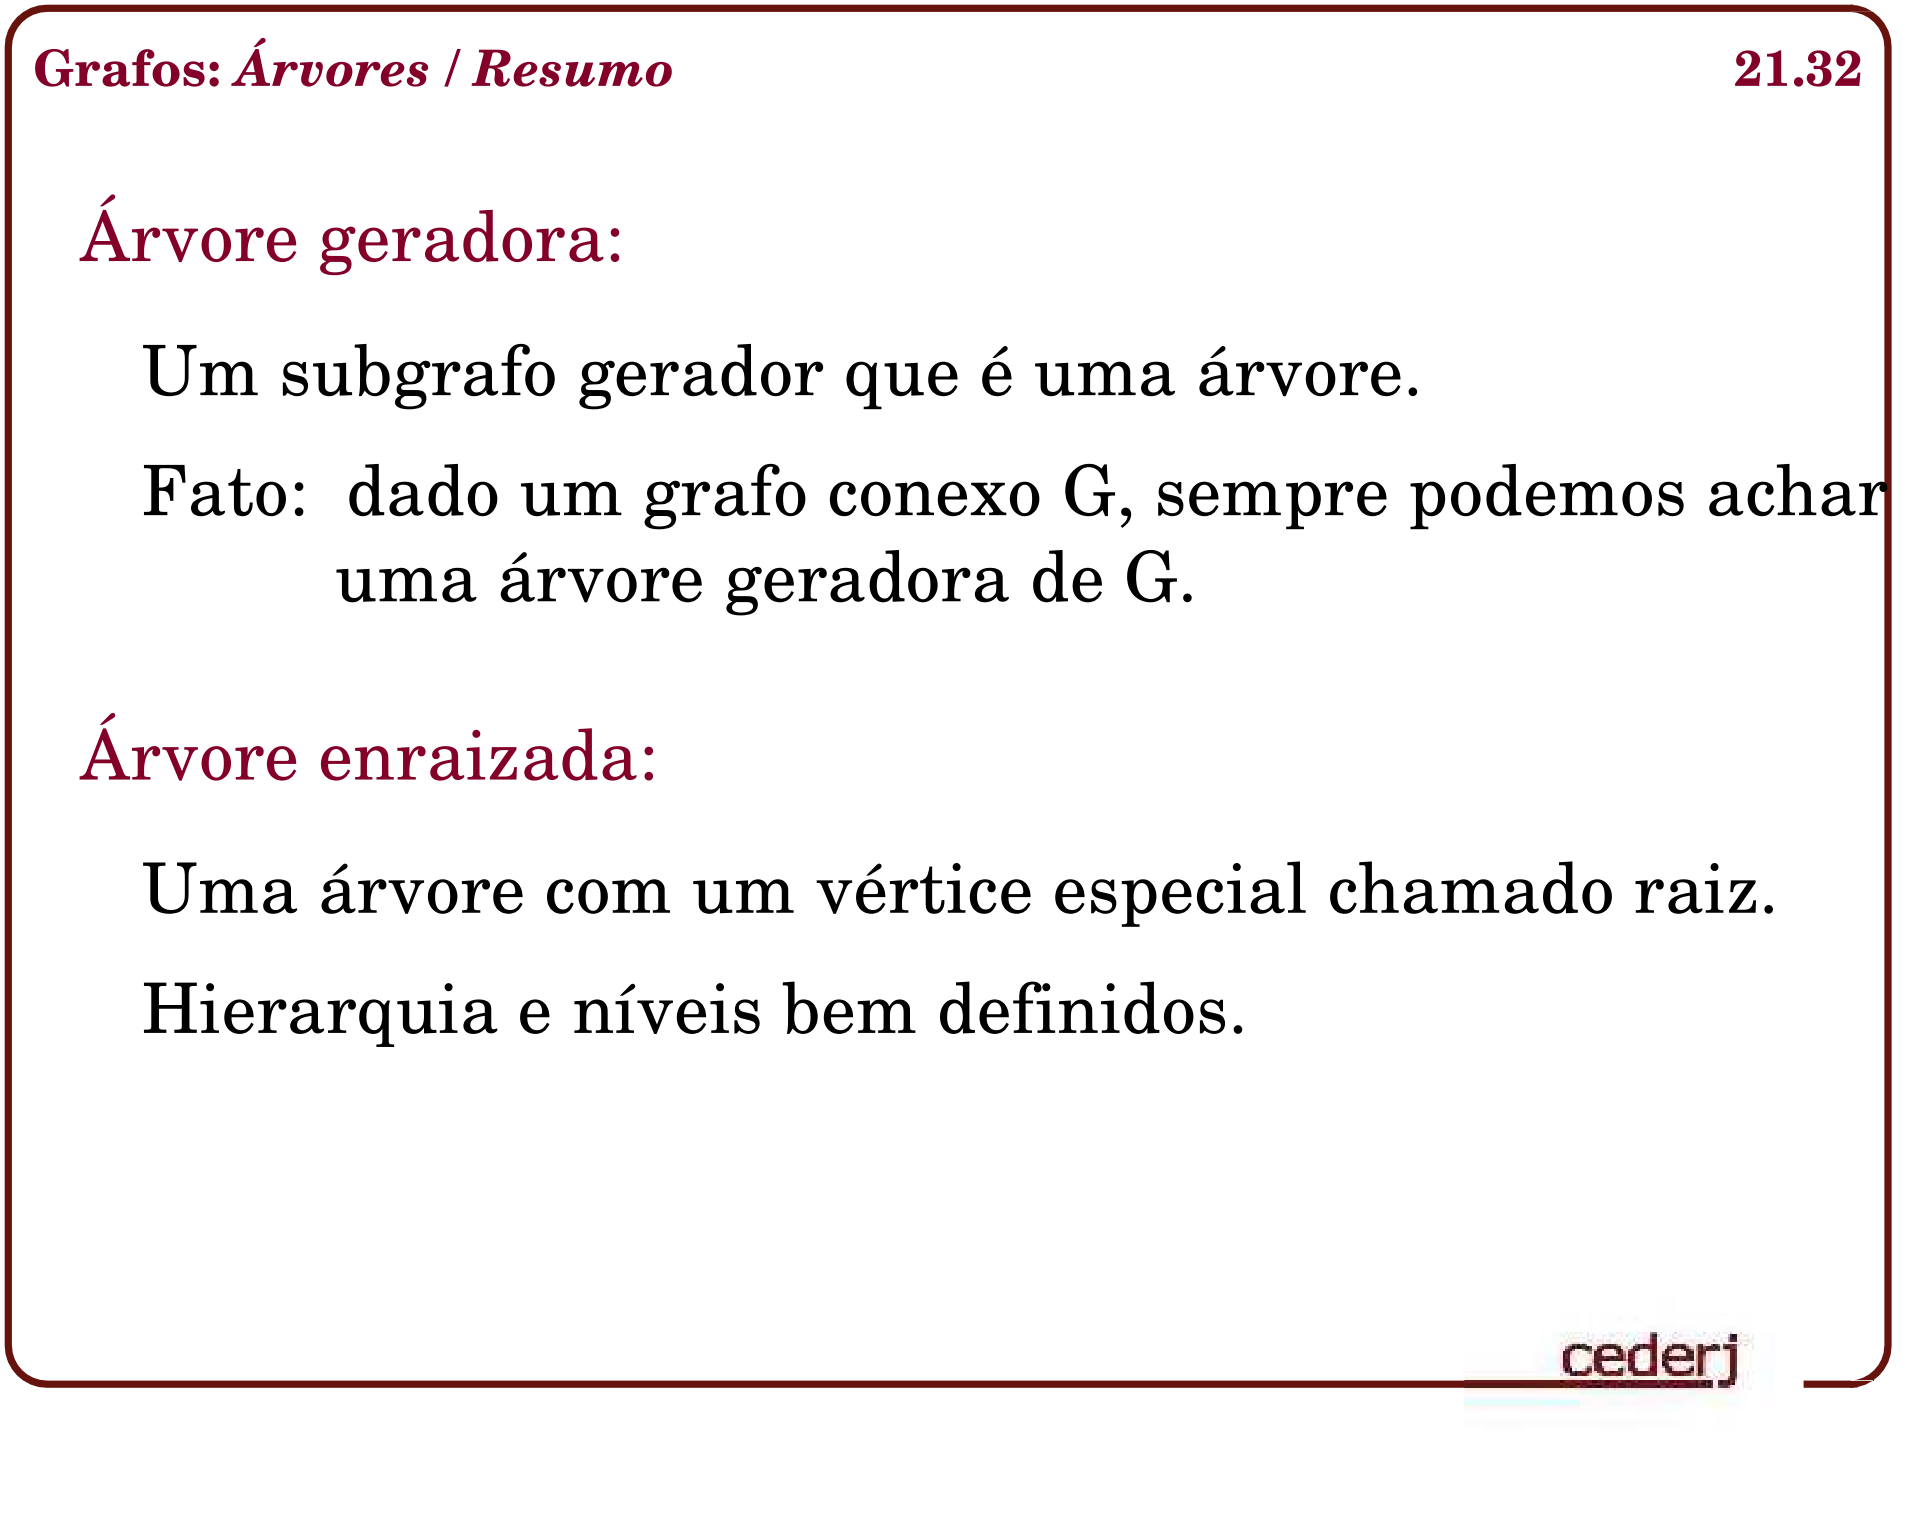 Grafos: Árvores / Resumo 21.32
Árvore geradora:
Um subgrafo gerador que é uma árvore.
Fato: dado um grafo conexo G, sempre podemos achar
uma árvore geradora de G.
Árvore enraizada:
Uma árvore com um vértice especial chamado raiz.
Hierarquia e níveis bem definidos.
cederj